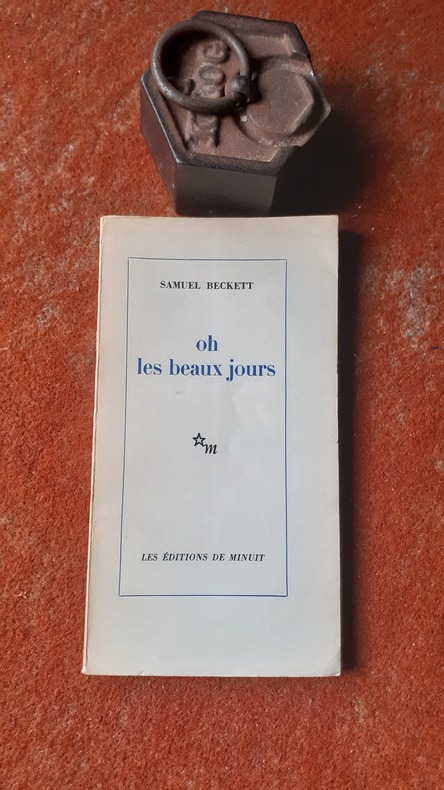 SAMUEL BECKETT
oh
les beaux jours
m
LES ÉDITIONS DE MINUIT